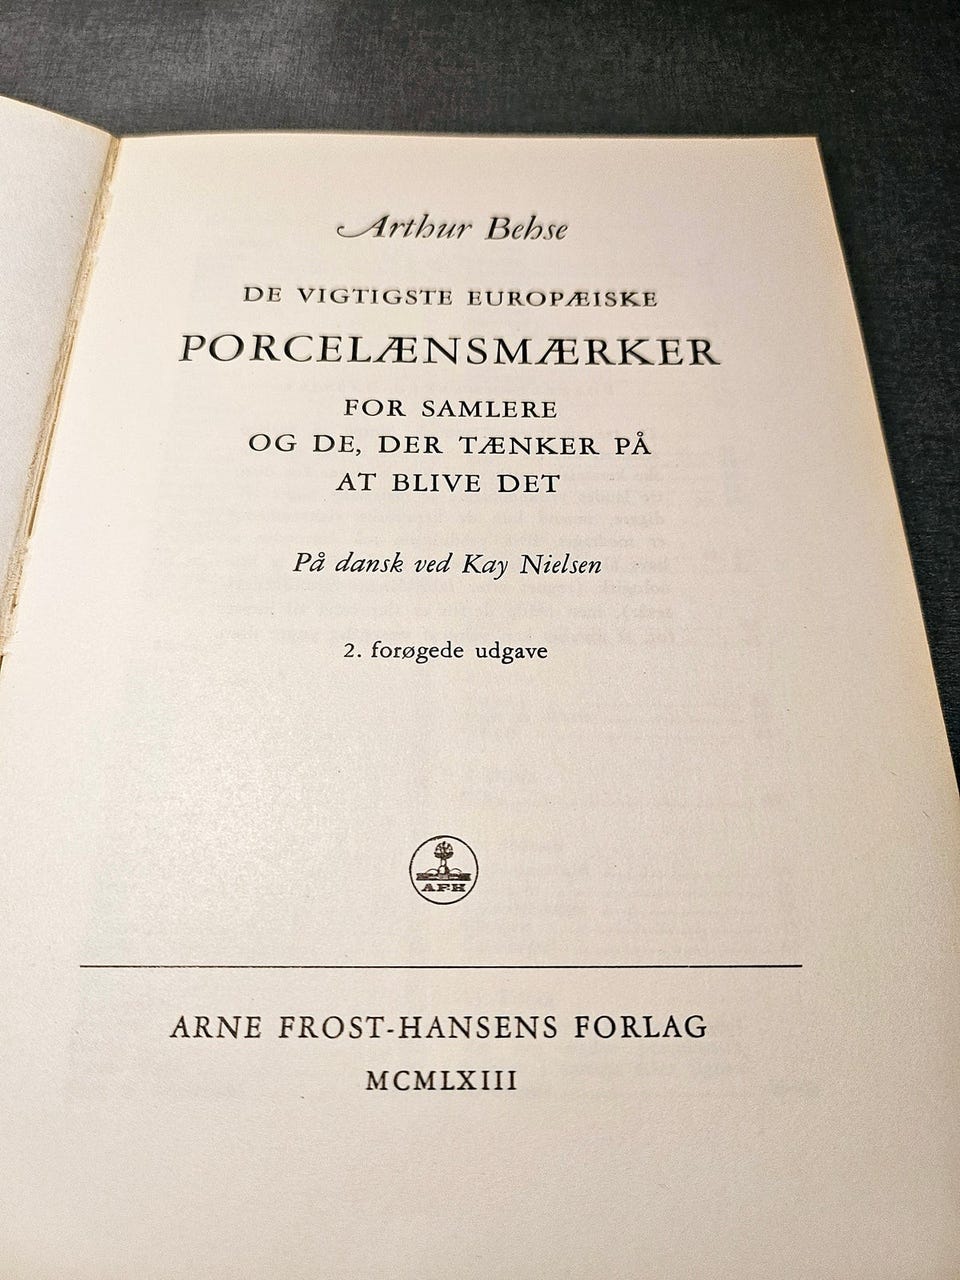 Arthur Behse
DE VIGTIGSTE EUROPÆISKE
PORCELÆNSMÆRKER
FOR SAMLERE
OG DE, DER TÆNKER PÅ
AT BLIVE DET
På dansk ved Kay Nielsen
2. forøgede udgave
AFH
ARNE FROST-HANSENS FORLAG
MCMLXIII